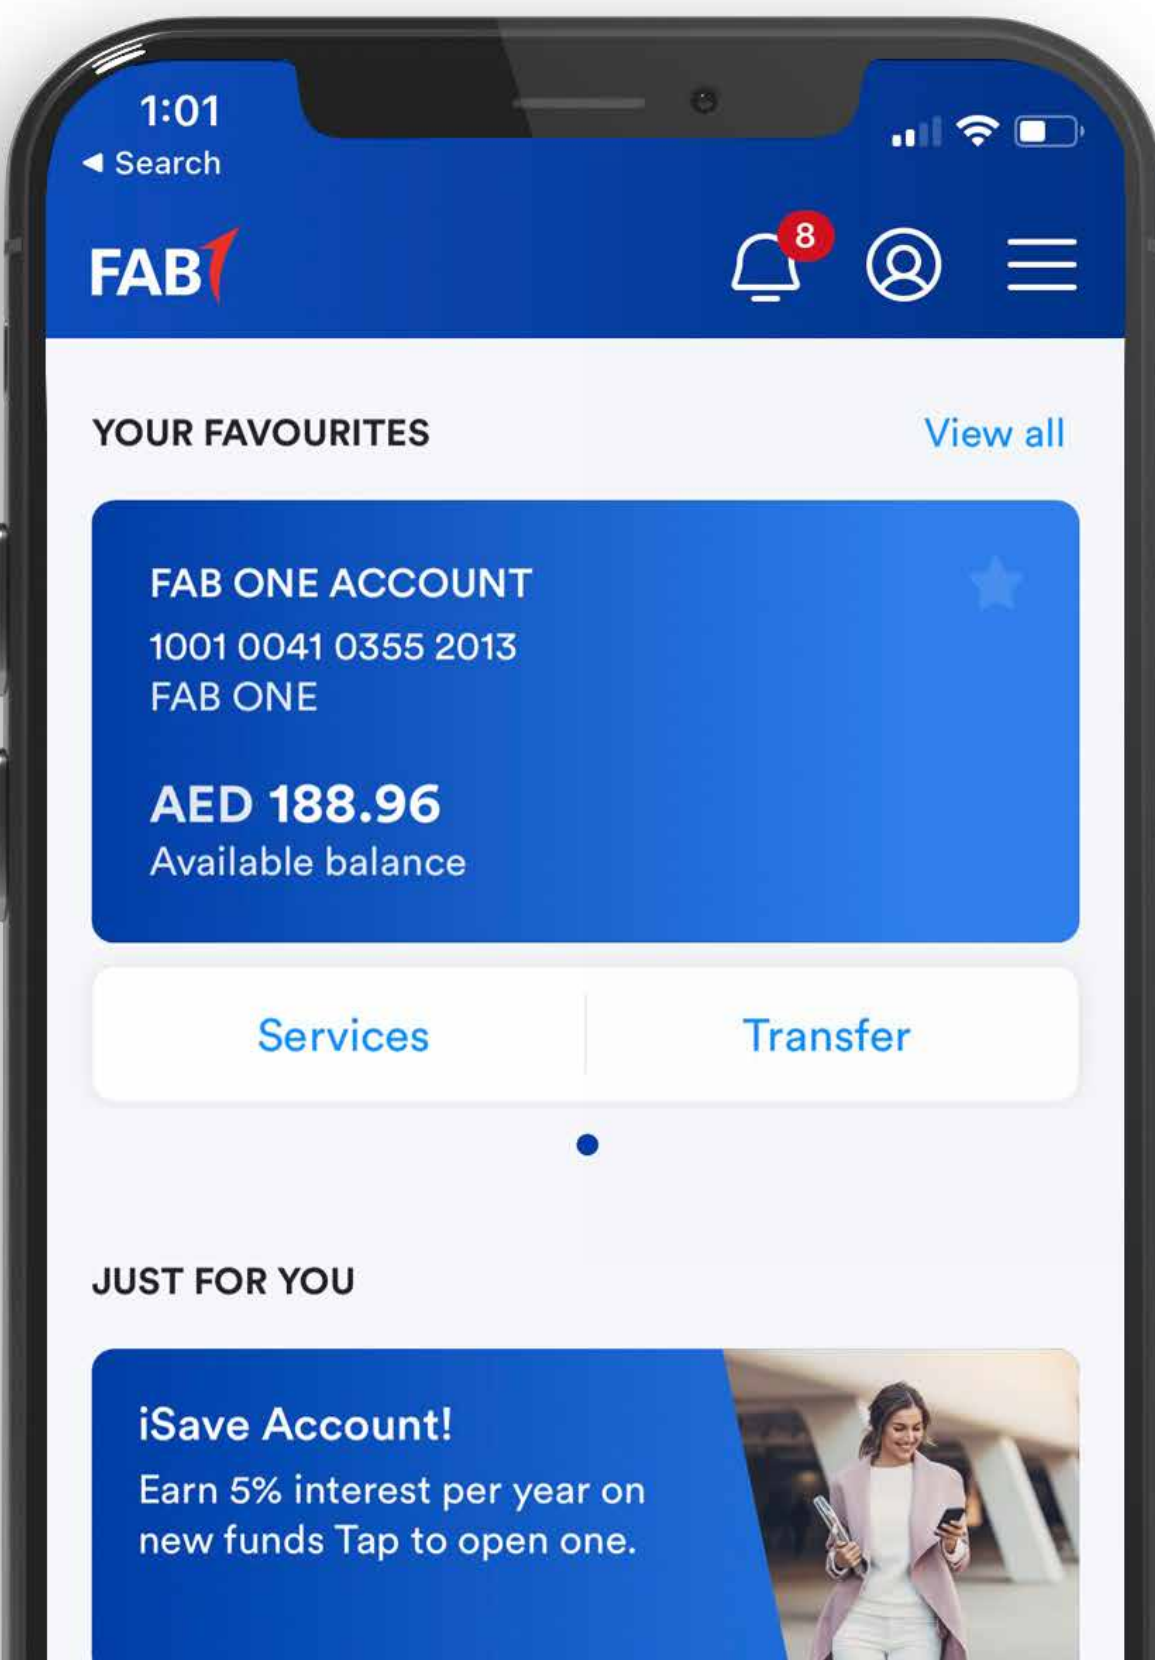 1:01
◀ Search
FAB
8
YOUR FAVOURITES
View all
FAB ONE ACCOUNT
1001 0041 0355 2013
FAB ONE
AED 188.96
Available balance
Services
Transfer
JUST FOR YOU
iSave Account!
Earn 5% interest per year on
new funds Tap to open one.